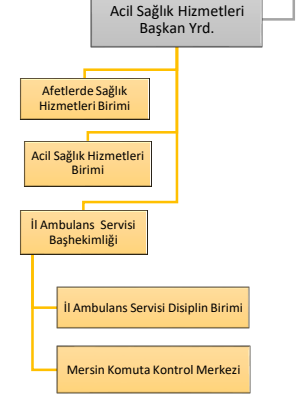 Acil Sağlık Hizmetleri
Başkan Yrd.
Afetlerde Sağlık
Hizmetleri Birimi
Acil Sağlık Hizmetleri
Birimi
İl Ambulans Servisi
Başhekimliği
İl Ambulans Servisi Disiplin Birimi
Mersin Komuta Kontrol Merkezi